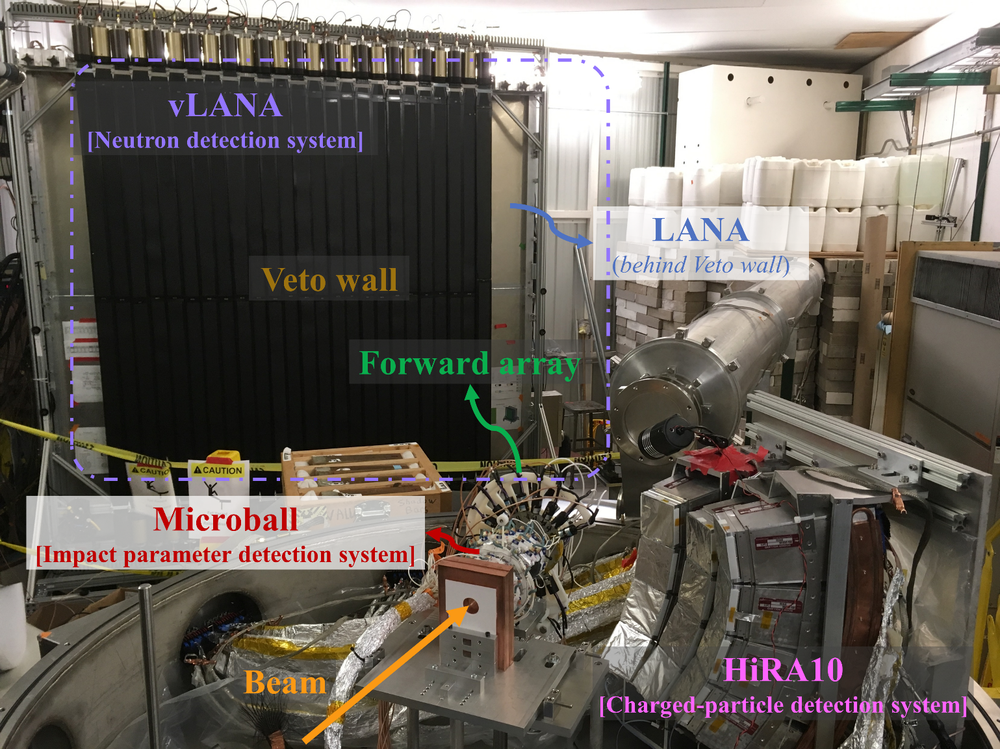 vLANA
[Neutron detection system]
LANA
(behind Veto wall)
Veto wall
Forward array
CAUTION
CAUTION
Microball
[Impact parameter detection system]
Beam
HiRA10
[Charged-particle detection system]